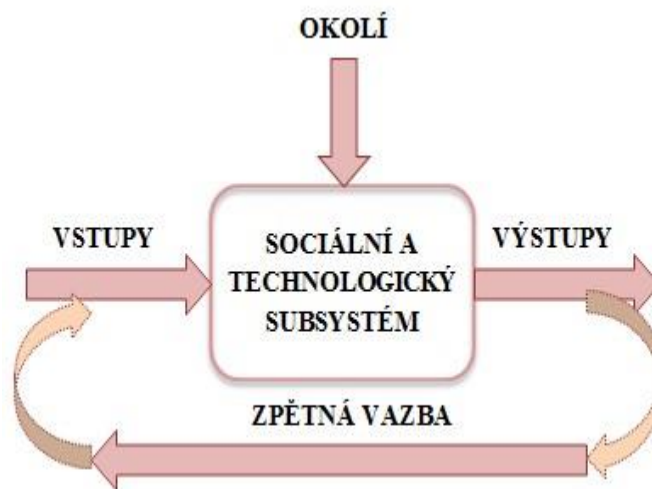 OKOLÍ
VSTUPY
SOCIÁLNÍ A
TECHNOLOGICKÝ
SUBSYSTÉM
VÝSTUPY
ZPĚTNÁ VAZBA